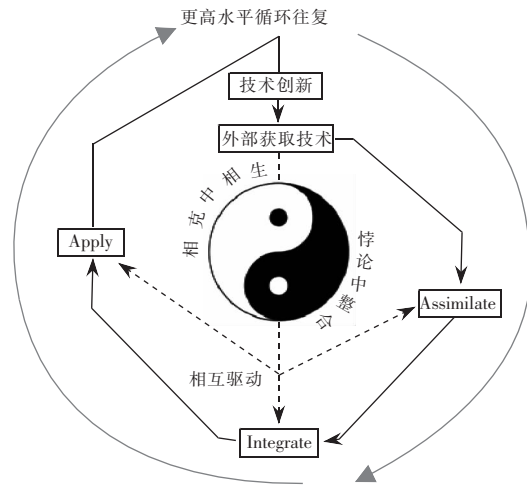 更高水平循环往复
技术创新
外部获取技术
相克中相生
悖论中整合
Apply
Assimilate
相互驱动
Integrate